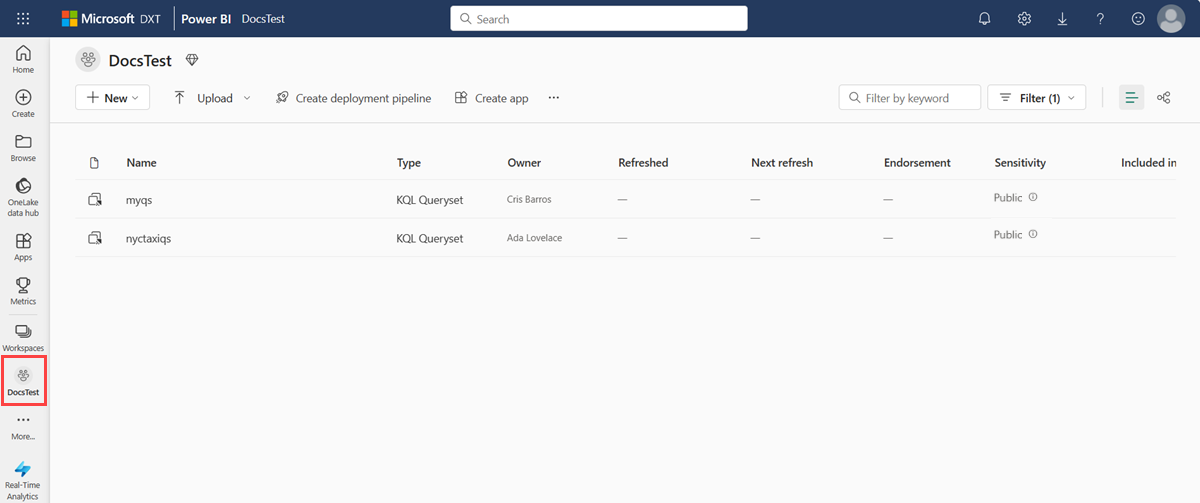 Microsoft DXT Power BI DocsTest Search
Home
Create
Browse
OneLake
data hub
Apps
Metrics
Workspaces
DocsTest
More...
Real-Time
Analytics
DocsTest
New Upload Create deployment pipeline Create app ... Filter by keyword Filter (1)
Name Type Owner Refreshed Next refresh Endorsement Sensitivity Included in
myqs KQL Queryset Cris Barros — — — Public
nyctaxiqs KQL Queryset Ada Lovelace — — — Public